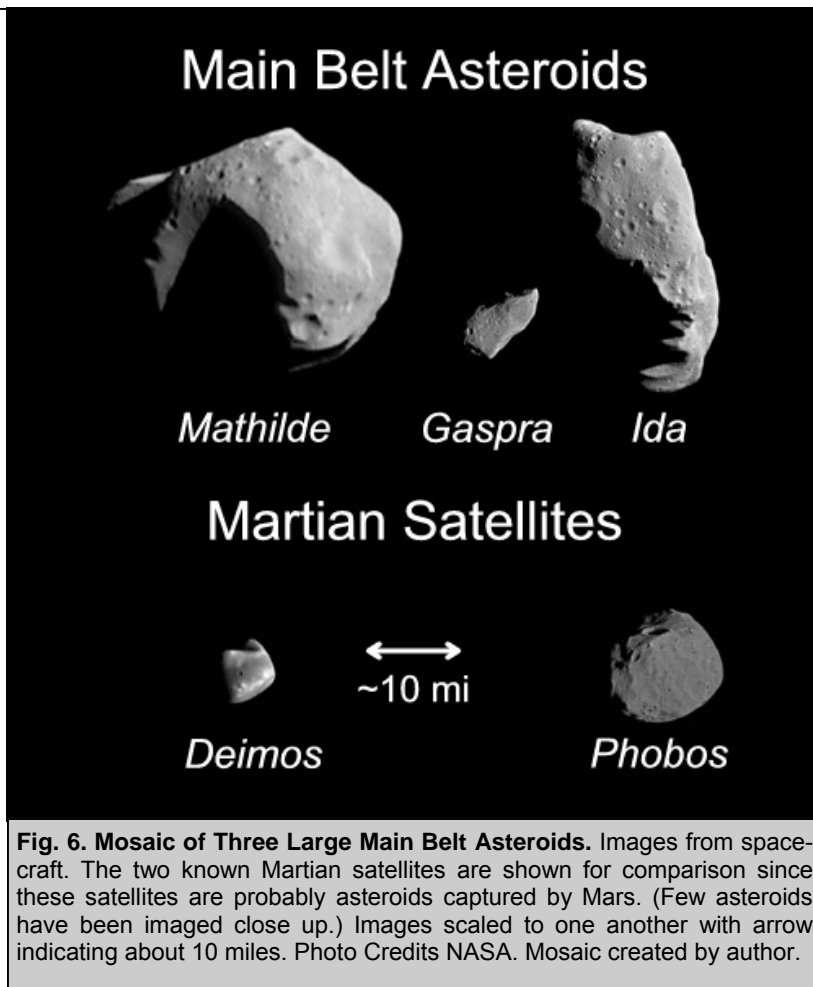 Main Belt Asteroids
Mathilde Gaspra Ida
Martian Satellites
~10 mi
Deimos Phobos
Fig. 6. Mosaic of Three Large Main Belt Asteroids. Images from space-
craft. The two known Martian satellites are shown for comparison since
these satellites are probably asteroids captured by Mars. (Few asteroids
have been imaged close up.) Images scaled to one another with arrow
indicating about 10 miles. Photo Credits NASA. Mosaic created by author.